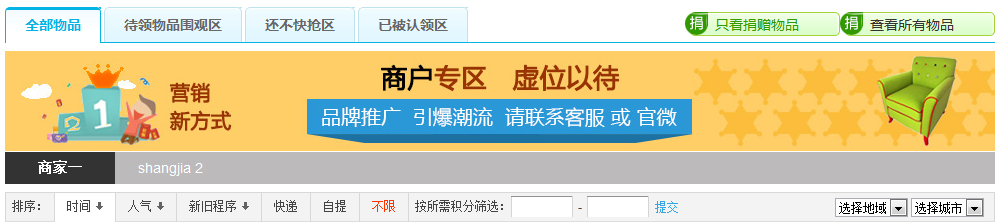 全部物品 待领物品围观区 还不快抢区 已被认领区 捐 只看捐赠物品 捐 查看所有物品
营销
新方式
1
商户专区 虚位以待
品牌推广 引爆潮流 请联系客服 或 官微
商家一 shangjia 2
排序: 时间 人气 新旧程序 快递 自提 不限 按所需积分筛选: - 提交 选择地域 选择城市